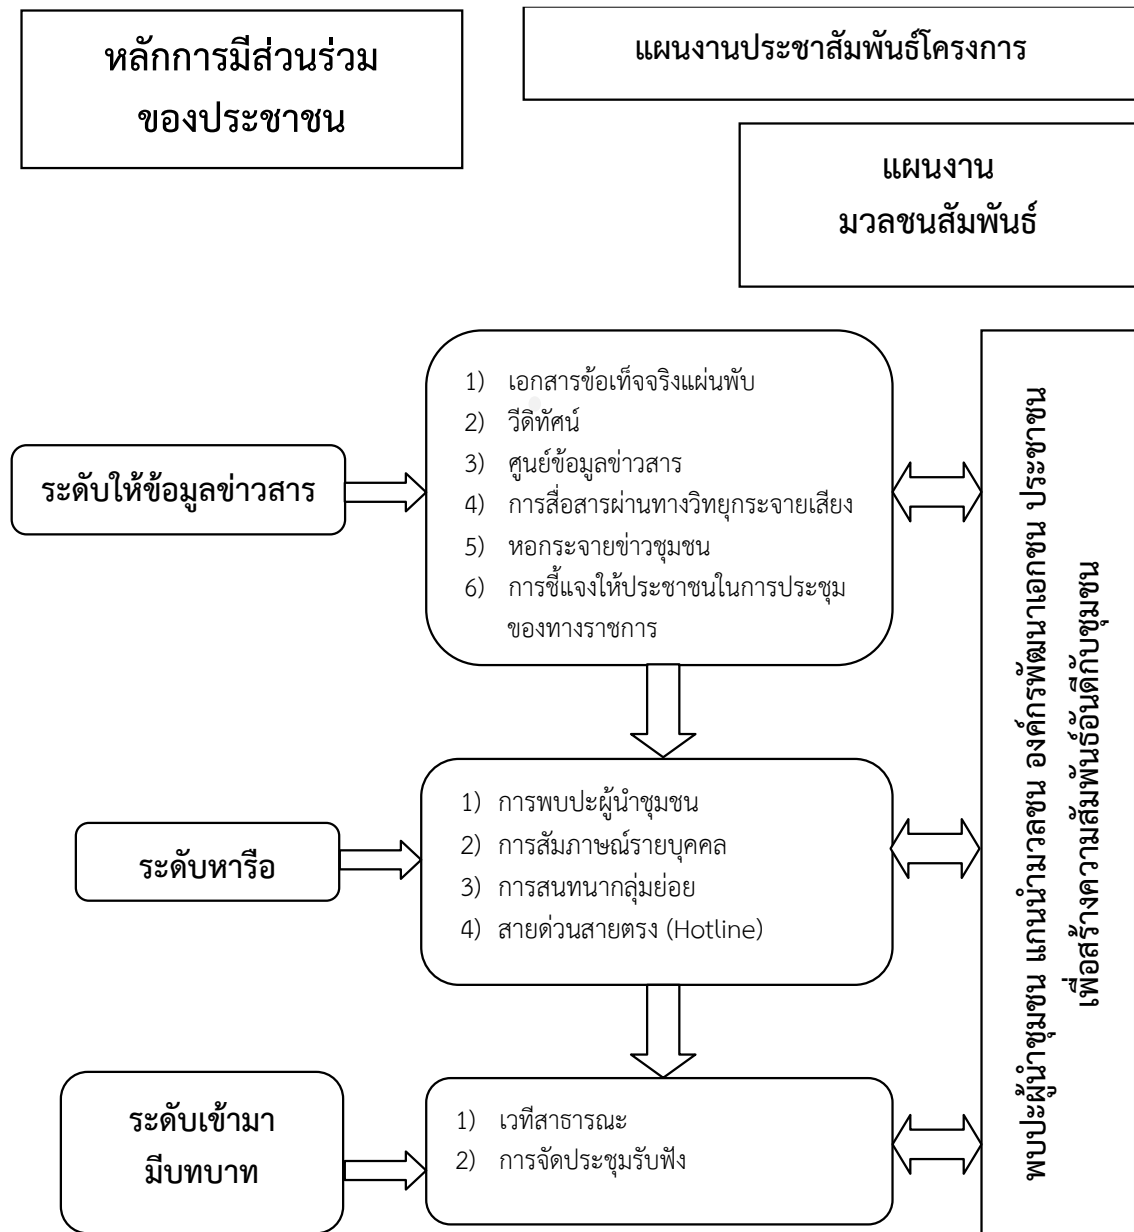 หลักการมีส่วนร่วม
ของประชาชน
แผนงานประชาสัมพันธ์โครงการ
แผนงาน
มวลชนสัมพันธ์
ระดับให้ข้อมูลข่าวสาร
1) เอกสารข้อเท็จจริงแผ่นพับ
2) วีดิทัศน์
3) ศูนย์ข้อมูลข่าวสาร
4) การสื่อสารผ่านทางวิทยุกระจายเสียง
5) หอกระจายข่าวชุมชน
6) การชี้แจงให้ประชาชนในการประชุม
ของทางราชการ
ระดับหารือ
1) การพบปะผู้นำชุมชน
2) การสัมภาษณ์รายบุคคล
3) การสนทนากลุ่มย่อย
4) สายด่วนสายตรง (Hotline)
ระดับเข้ามา
มีบทบาท
1) เวทีสาธารณะ
2) การจัดประชุมรับฟัง
พบปะผู้นำชุมชน แกนนำมวลชน องค์กรพัฒนาเอกชน ประชาชน
เพื่อสร้างความสัมพันธ์อันดีกับชุมชน